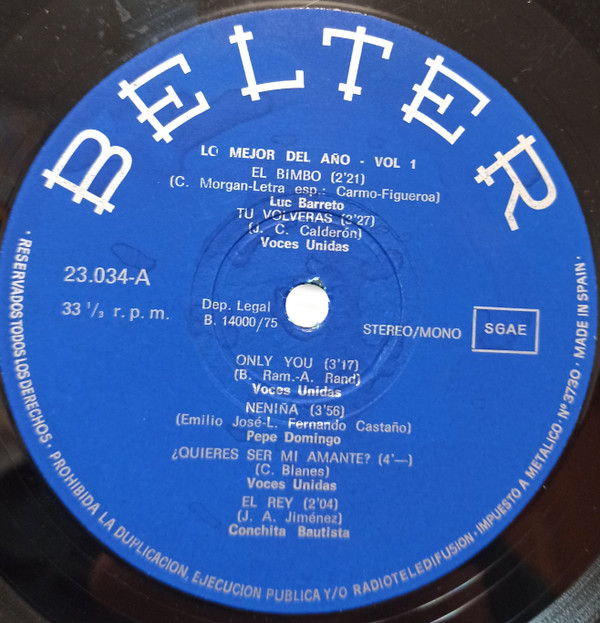 BELTER
LO MEJOR DEL AÑO - VOL 1
EL BIMBO (2'21)
(C. Morgan-Letra esp.: Carmo-Figueroa)
Luc Barreto
TU VOLVERAS (3'27)
(J. C. Calderón)
Voces Unidas
23.034-A
33 1/3 r. p. m.
Dep. Legal
B. 14000/75
STEREO/MONO
SGAE
ONLY YOU (3'17)
(B. Ram.-A. Rand)
Voces Unidas
NENIÑA (3'56)
(Emilio José-L. Fernando Castaño)
Pepe Domingo
¿QUIERES SER MI AMANTE? (4'—)
(C. Blanes)
Voces Unidas
EL REY (2'04)
(J. A. Jiménez)
Conchita Bautista
· RESERVADOS TODOS LOS DERECHOS · PROHIBIDA LA DUPLICACION, EJECUCION PUBLICA Y/O RADIOTELEDIFUSION · IMPUESTO A METALICO · Nº 3730 · MADE IN SPAIN ·